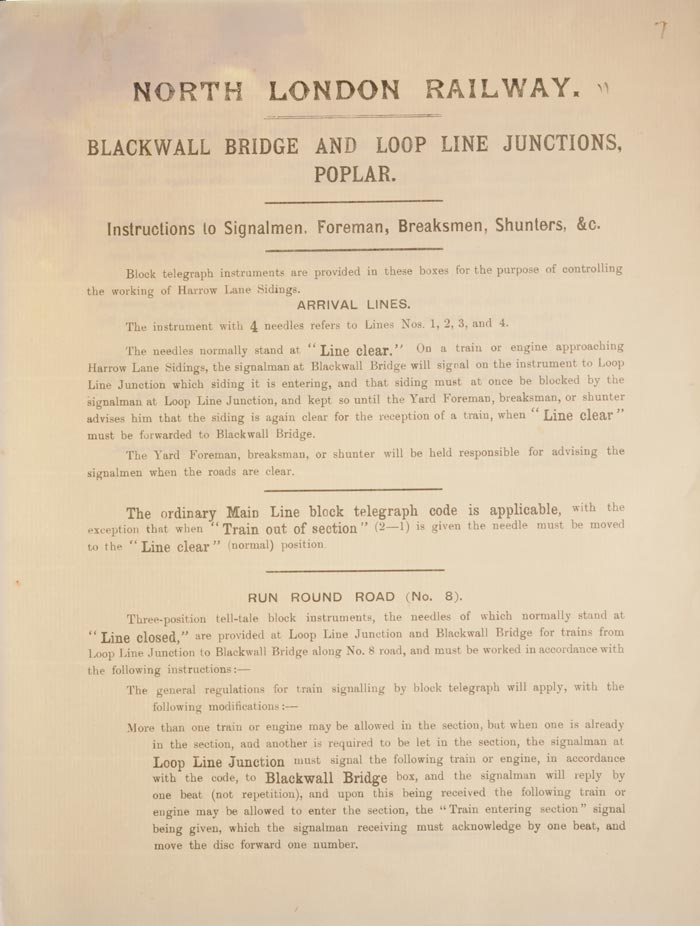 7
NORTH LONDON RAILWAY. "
BLACKWALL BRIDGE AND LOOP LINE JUNCTIONS,
POPLAR.
Instructions to Signalmen, Foreman, Breaksmen, Shunters, &c.
Block telegraph instruments are provided in these boxes for the purpose of controlling
the working of Harrow Lane Sidings.
ARRIVAL LINES.
The instrument with 4 needles refers to Lines Nos. 1, 2, 3, and 4.
The needles normally stand at "Line clear." On a train or engine approaching
Harrow Lane Sidings, the signalman at Blackwall Bridge will signal on the instrument to Loop
Line Junction which siding it is entering, and that siding must at once be blocked by the
signalman at Loop Line Junction, and kept so until the Yard Foreman, breaksman, or shunter
advises him that the siding is again clear for the reception of a train, when "Line clear"
must be forwarded to Blackwall Bridge.
The Yard Foreman, breaksman, or shunter will be held responsible for advising the
signalmen when the roads are clear.
The ordinary Main Line block telegraph code is applicable, with the
exception that when "Train out of section" (2—1) is given the needle must be moved
to the "Line clear" (normal) position
RUN ROUND ROAD (No. 8).
Three-position tell-tale block instruments, the needles of which normally stand at
"Line closed," are provided at Loop Line Junction and Blackwall Bridge for trains from
Loop Line Junction to Blackwall Bridge along No. 8 road, and must be worked in accordance with
the following instructions:—
The general regulations for train signalling by block telegraph will apply, with the
following modifications:—
More than one train or engine may be allowed in the section, but when one is already
in the section, and another is required to be let in the section, the signalman at
Loop Line Junction must signal the following train or engine, in accordance
with the code, to Blackwall Bridge box, and the signalman will reply by
one beat (not repetition), and upon this being received the following train or
engine may be allowed to enter the section, the "Train entering section" signal
being given, which the signalman receiving must acknowledge by one beat, and
move the disc forward one number.